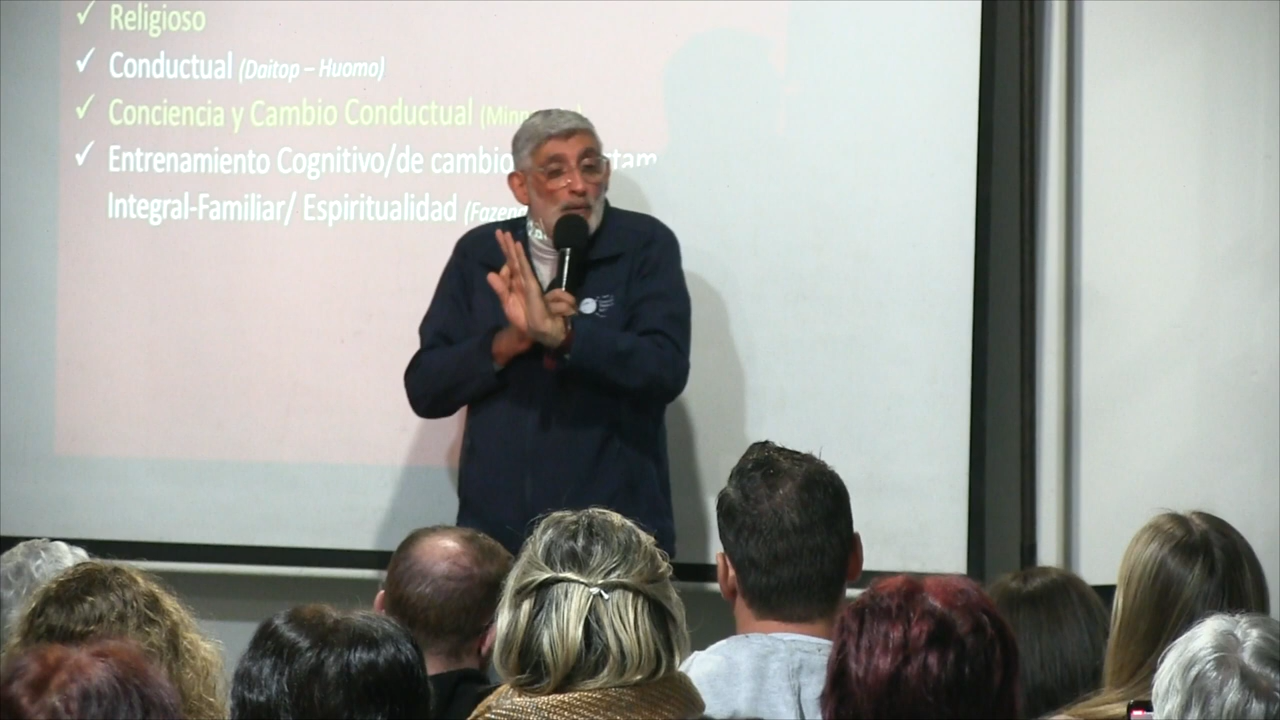 ✓ Religioso
✓ Conductual (Daitop – Huomo)
✓ Conciencia y Cambio Conductual
✓ Entrenamiento Cognitivo/de cambio
Integral-Familiar/ Espiritualidad